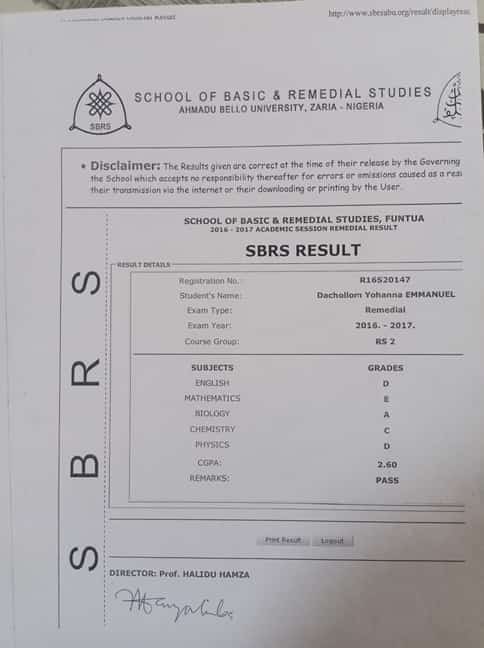 http://www.sbrsabu.org/result/displayresu
SBRS
SCHOOL OF BASIC & REMEDIAL STUDIES
AHMADU BELLO UNIVERSITY, ZARIA - NIGERIA
• Disclaimer: The Results given are correct at the time of their release by the Governing
the School which accepts no responsibility thereafter for errors or omissions caused as a resu
their transmission via the internet or their downloading or printing by the User.
SCHOOL OF BASIC & REMEDIAL STUDIES, FUNTUA
2016 - 2017 ACADEMIC SESSION REMEDIAL RESULT
SBRS RESULT
RESULT DETAILS
Registration No.: R16S20147
Student's Name: Dachollom Yohanna EMMANUEL
Exam Type: Remedial
Exam Year: 2016. - 2017.
Course Group: RS 2
SUBJECTS GRADES
ENGLISH D
MATHEMATICS E
BIOLOGY A
CHEMISTRY C
PHYSICS D
CGPA: 2.60
REMARKS: PASS
Print Result Logout
DIRECTOR: Prof. HALIDU HAMZA
SBRS